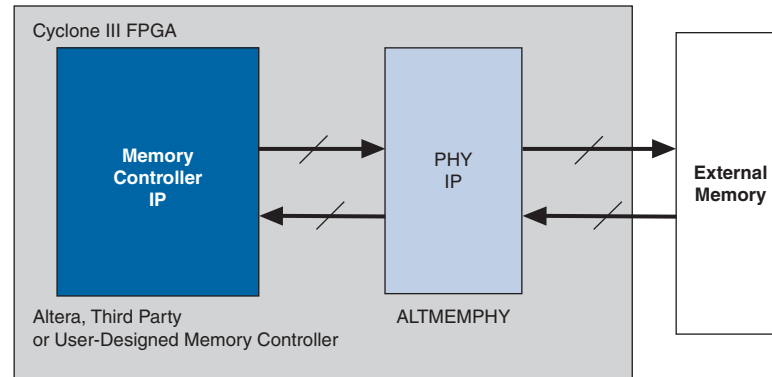 Cyclone III FPGA
Memory
Controller
IP
PHY
IP
External
Memory
Altera, Third Party
or User-Designed Memory Controller
ALTMEMPHY